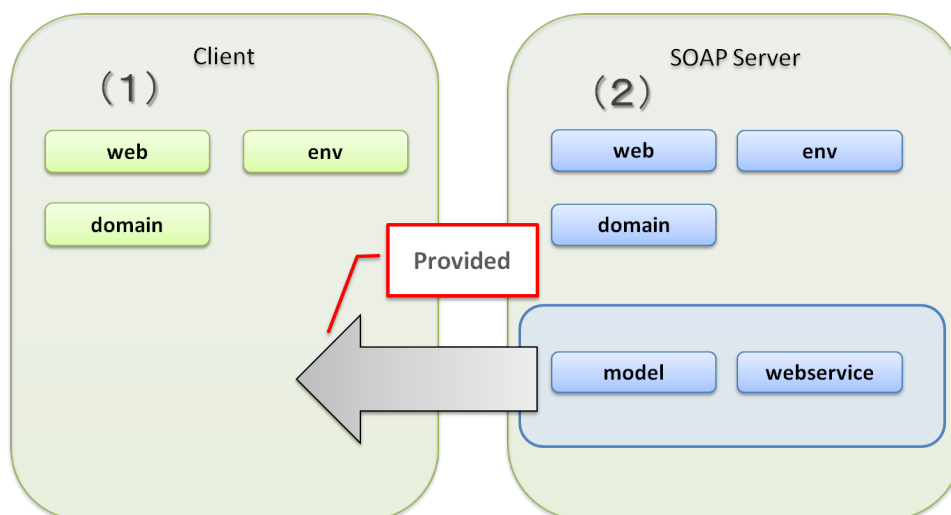 Client
(1)
web
env
domain
SOAP Server
(2)
web
env
domain
Provided
model
webservice